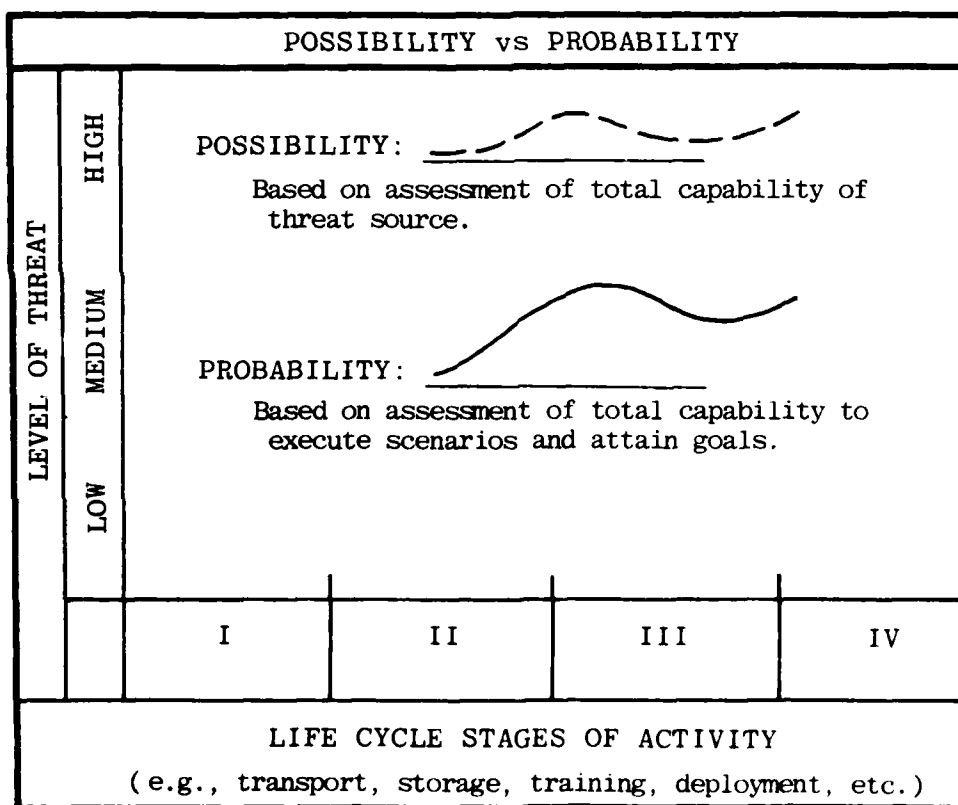 POSSIBILITY vs PROBABILITY
LEVEL OF THREAT
HIGH
MEDIUM
LOW
POSSIBILITY:
Based on assessment of total capability of
threat source.
PROBABILITY:
Based on assessment of total capability to
execute scenarios and attain goals.
I II III IV
LIFE CYCLE STAGES OF ACTIVITY
(e.g., transport, storage, training, deployment, etc.)